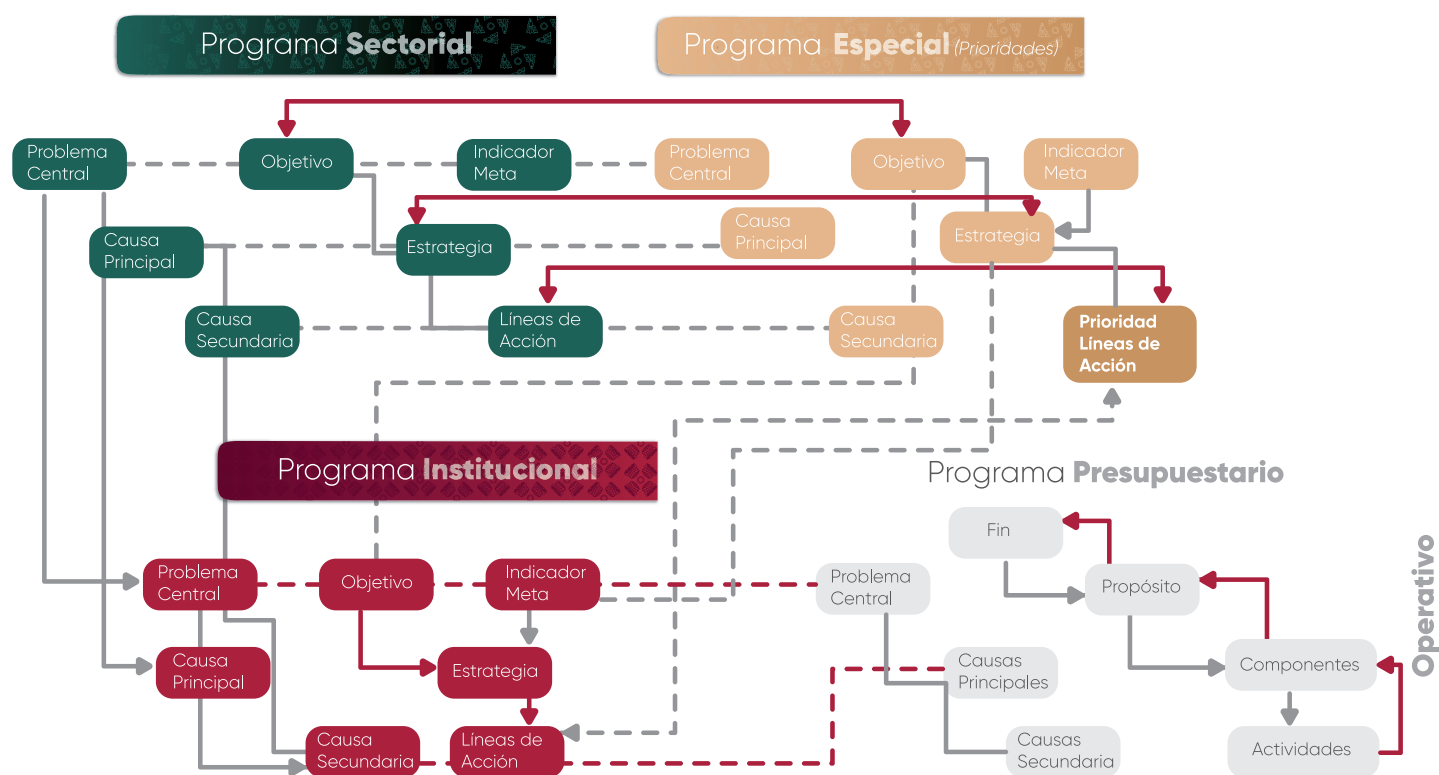 Programa Sectorial
Programa Especial (Prioridades)
Problema
Central
Objetivo
Indicador
Meta
Problema
Central
Objetivo
Indicador
Meta
Causa
Principal
Estrategia
Causa
Principal
Estrategia
Causa
Secundaria
Líneas de
Acción
Causa
Secundaria
Prioridad
Líneas de
Acción
Programa Institucional
Programa Presupuestario
Fin
Problema
Central
Objetivo
Indicador
Meta
Problema
Central
Propósito
Operativo
Causa
Principal
Estrategia
Causas
Principales
Componentes
Causa
Secundaria
Líneas de
Acción
Causas
Secundaria
Actividades